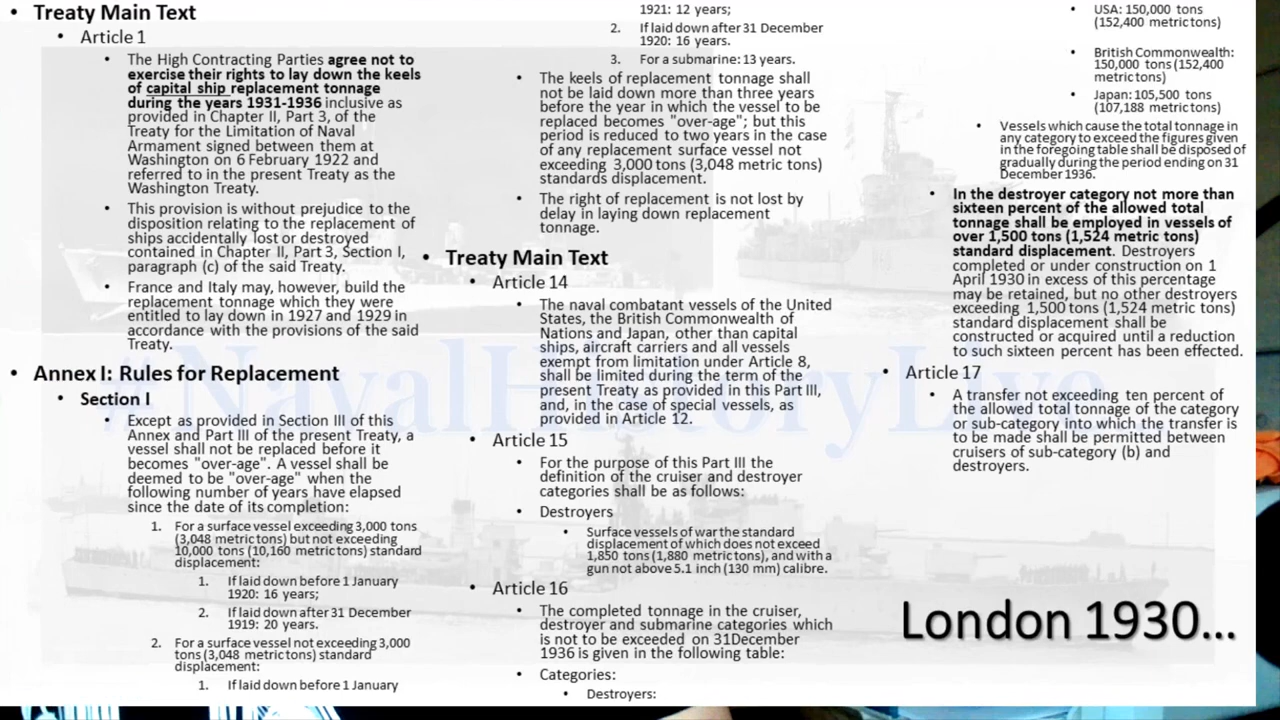 • Treaty Main Text
• Article 1
• The High Contracting Parties agree not to
exercise their rights to lay down the keels
of capital ship replacement tonnage
during the years 1931-1936 inclusive as
provided in Chapter II, Part 3, of the
Treaty for the Limitation of Naval
Armament signed between them at
Washington on 6 February 1922 and
referred to in the present Treaty as the
Washington Treaty.
• This provision is without prejudice to the
disposition relating to the replacement of
ships accidentally lost or destroyed
contained in Chapter II, Part 3, Section I,
paragraph (c) of the said Treaty.
• France and Italy may, however, build the
replacement tonnage which they were
entitled to lay down in 1927 and 1929 in
accordance with the provisions of the said
Treaty.
• Annex I: Rules for Replacement
• Section I
• Except as provided in Section III of this
Annex and Part III of the present Treaty, a
vessel shall not be replaced before it
becomes "over-age". A vessel shall be
deemed to be "over-age" when the
following number of years have elapsed
since the date of its completion:
1. For a surface vessel exceeding 3,000 tons
(3,048 metric tons) but not exceeding
10,000 tons (10,160 metric tons) standard
displacement:
1. If laid down before 1 January
1920: 16 years;
2. If laid down after 31 December
1919: 20 years.
2. For a surface vessel not exceeding 3,000
tons (3,048 metric tons) standard
displacement:
1. If laid down before 1 January
1921: 12 years;
2. If laid down after 31 December
1920: 16 years.
3. For a submarine: 13 years.
• The keels of replacement tonnage shall
not be laid down more than three years
before the year in which the vessel to be
replaced becomes "over-age"; but this
period is reduced to two years in the case
of any replacement surface vessel not
exceeding 3,000 tons (3,048 metric tons)
standards displacement.
• The right of replacement is not lost by
delay in laying down replacement
tonnage.
• Treaty Main Text
• Article 14
• The naval combatant vessels of the United
States, the British Commonwealth of
Nations and Japan, other than capital
ships, aircraft carriers and all vessels
exempt from limitation under Article 8,
shall be limited during the term of the
present Treaty as provided in this Part III,
and, in the case of special vessels, as
provided in Article 12.
• Article 15
• For the purpose of this Part III the
definition of the cruiser and destroyer
categories shall be as follows:
• Destroyers
• Surface vessels of war the standard
displacement of which does not exceed
1,850 tons (1,880 metric tons), and with a
gun not above 5.1 inch (130 mm) calibre.
• Article 16
• The completed tonnage in the cruiser,
destroyer and submarine categories which
is not to be exceeded on 31December
1936 is given in the following table:
• Categories:
• Destroyers:
• USA: 150,000 tons
(152,400 metric tons)
• British Commonwealth:
150,000 tons (152,400
metric tons)
• Japan: 105,500 tons
(107,188 metric tons)
• Vessels which cause the total tonnage in
any category to exceed the figures given
in the foregoing table shall be disposed of
gradually during the period ending on 31
December 1936.
• In the destroyer category not more than
sixteen percent of the allowed total
tonnage shall be employed in vessels of
over 1,500 tons (1,524 metric tons)
standard displacement. Destroyers
completed or under construction on 1
April 1930 in excess of this percentage
may be retained, but no other destroyers
exceeding 1,500 tons (1,524 metric tons)
standard displacement shall be
constructed or acquired until a reduction
to such sixteen percent has been effected.
• Article 17
• A transfer not exceeding ten percent of
the allowed total tonnage of the category
or sub-category into which the transfer is
to be made shall be permitted between
cruisers of sub-category (b) and
destroyers.
#NavalHistoryLive
London 1930...